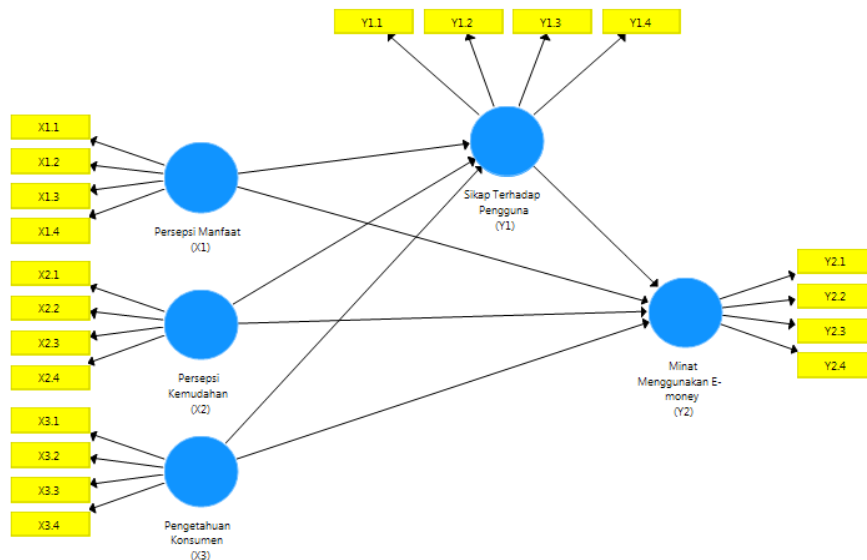 Y1.1
Y1.2
Y1.3
Y1.4
X1.1
X1.2
X1.3
X1.4
Persepsi Manfaat
(X1)
Sikap Terhadap
Pengguna
(Y1)
X2.1
X2.2
X2.3
X2.4
Persepsi
Kemudahan
(X2)
Y2.1
Y2.2
Y2.3
Y2.4
Minat
Menggunakan E-
money
(Y2)
X3.1
X3.2
X3.3
X3.4
Pengetahuan
Konsumen
(X3)